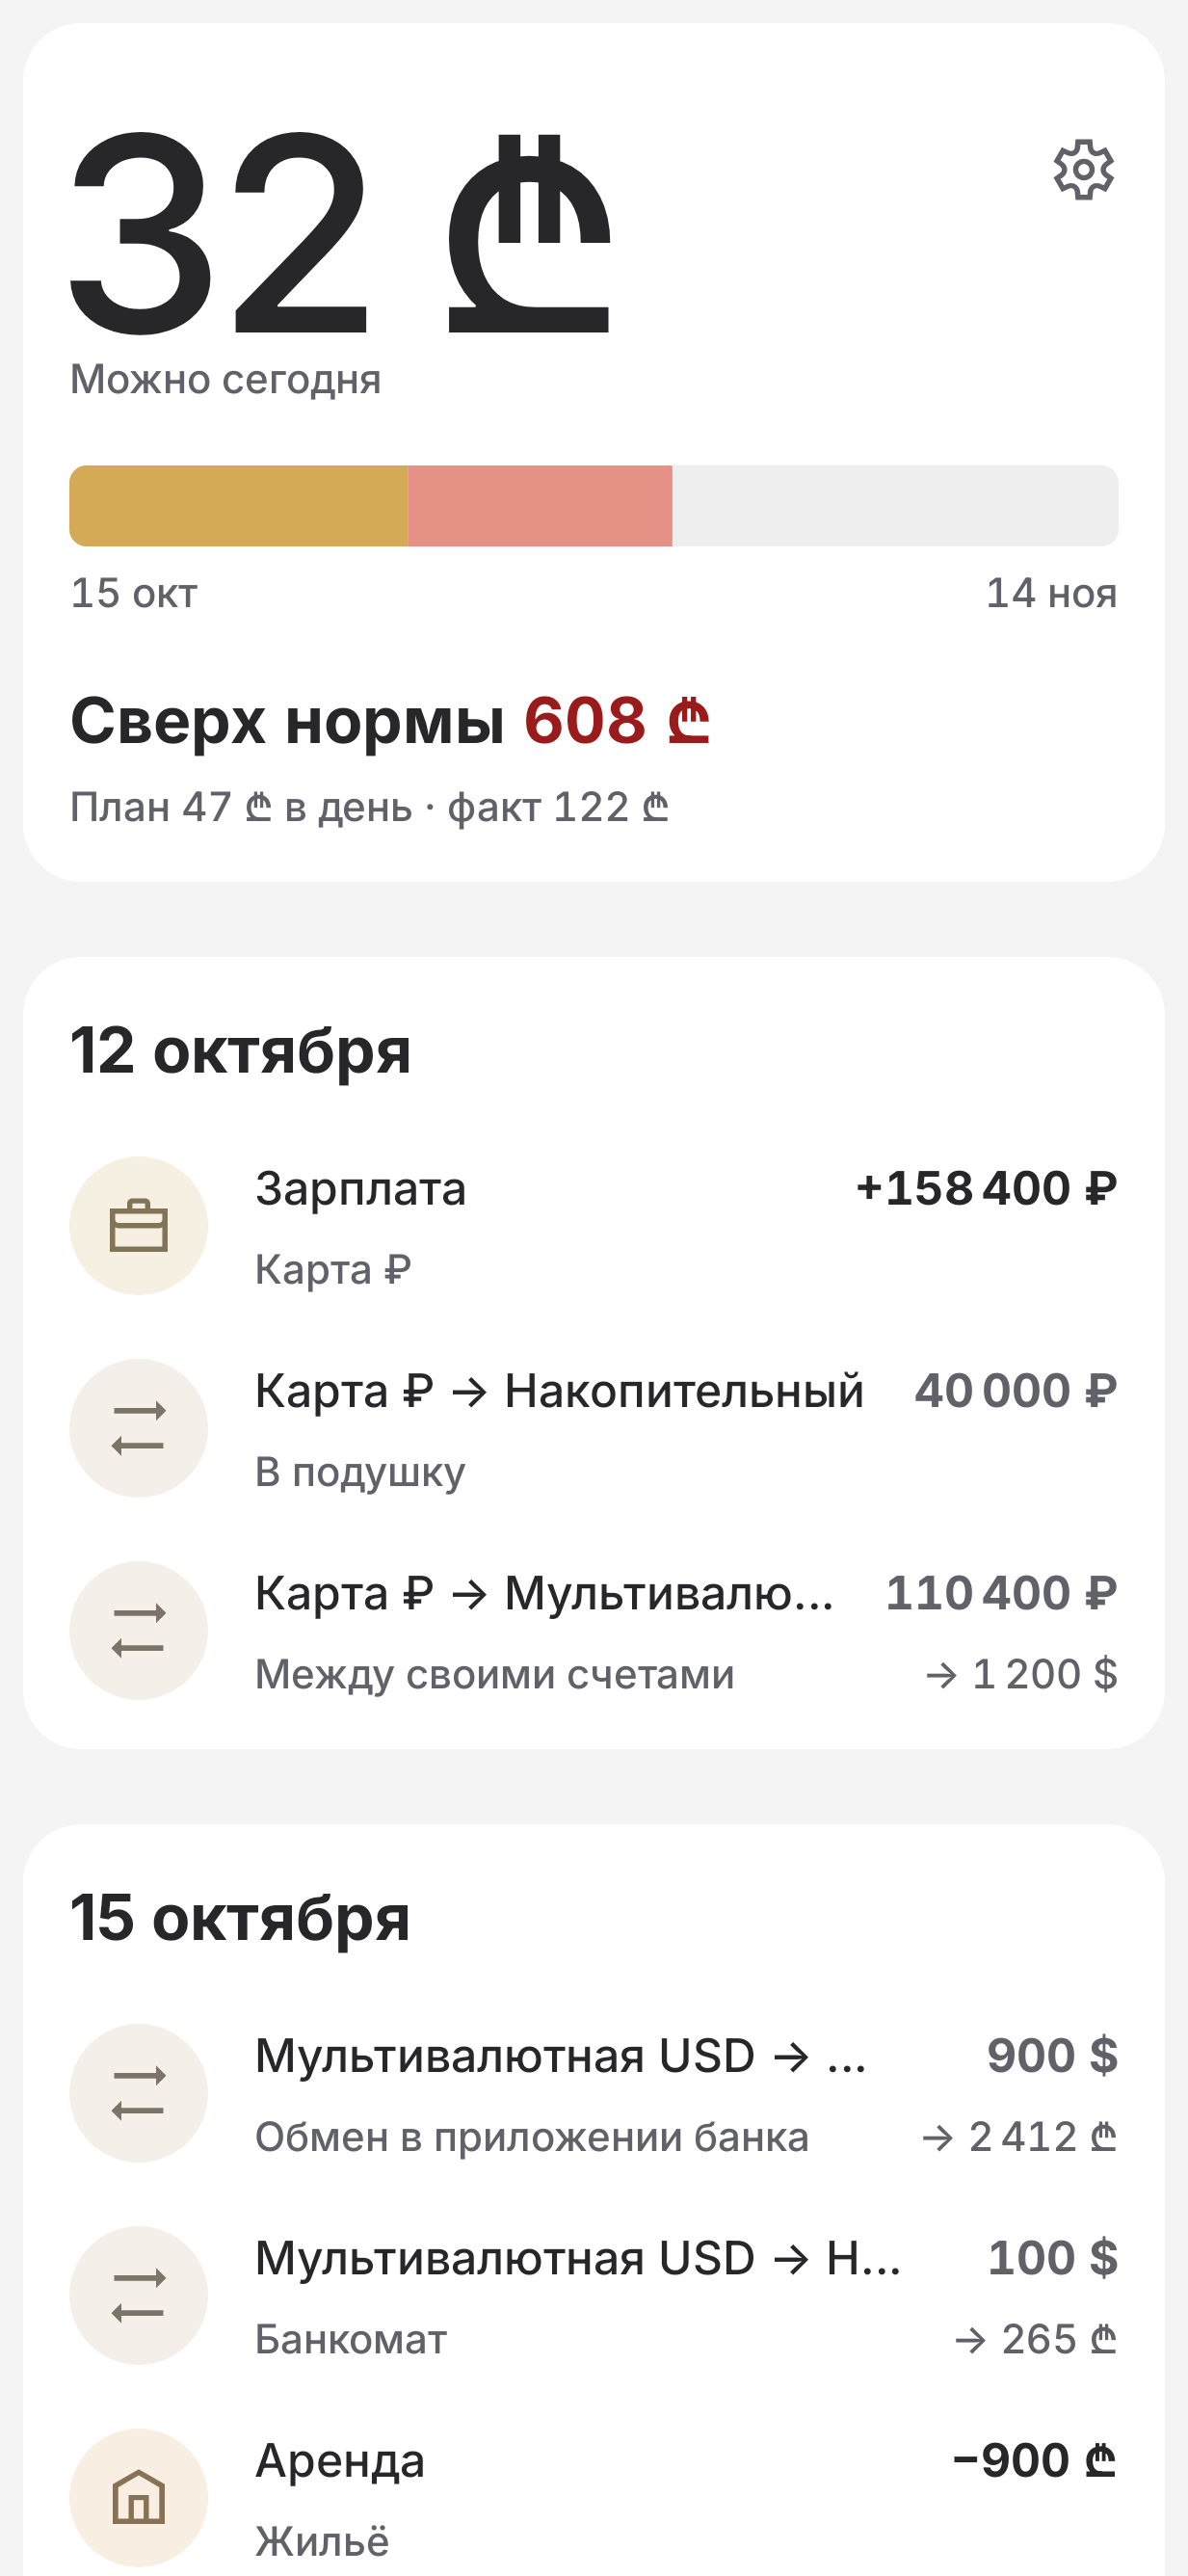 32 ₾
Можно сегодня
15 окт 14 ноя
Сверх нормы 608 ₾
План 47 ₾ в день · факт 122 ₾
12 октября
Зарплата +158 400 ₽
Карта ₽
Карта ₽ → Накопительный 40 000 ₽
В подушку
Карта ₽ → Мультивалю... 110 400 ₽
Между своими счетами → 1 200 $
15 октября
Мультивалютная USD → ... 900 $
Обмен в приложении банка → 2 412 ₾
Мультивалютная USD → Н... 100 $
Банкомат → 265 ₾
Аренда −900 ₾
Жильё